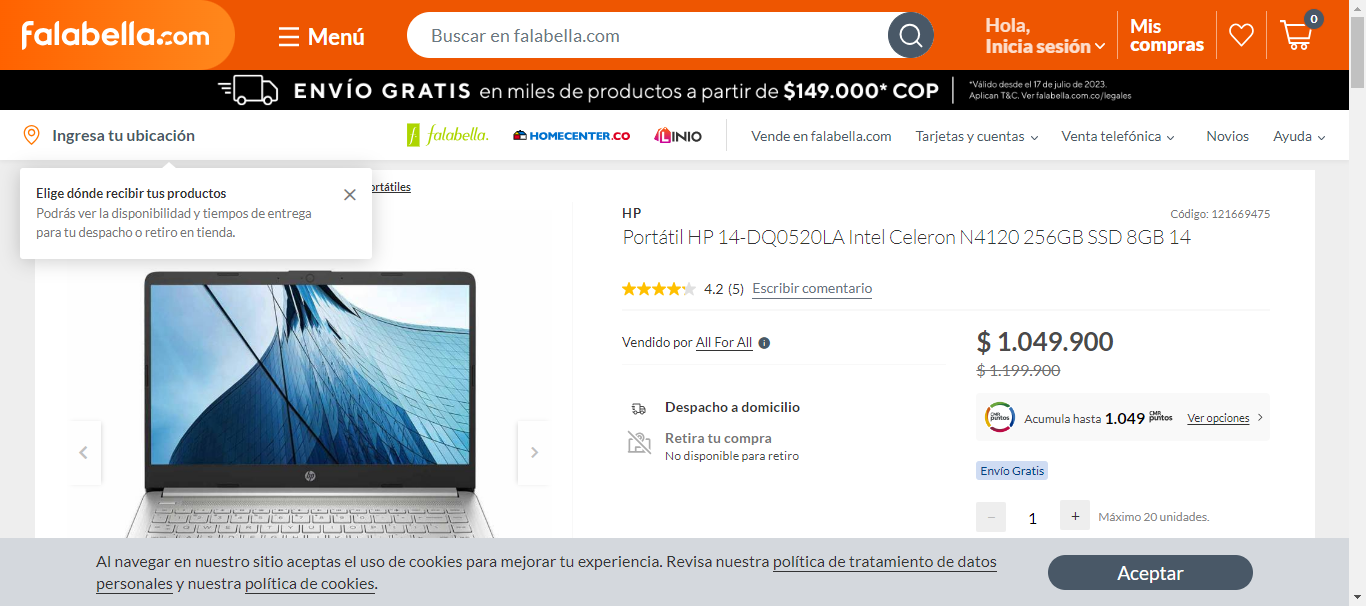 falabella.com
Menú
Buscar en falabella.com
Hola,
Inicia sesión
Mis
compras
0
ENVÍO GRATIS en miles de productos a partir de $149.000* COP
*Válido desde el 17 de julio de 2023.
Aplican T&C. Ver falabella.com.co/legales
Ingresa tu ubicación
falabella.
HOMECENTER.CO
LINIO
Vende en falabella.com
Tarjetas y cuentas
Venta telefónica
Novios
Ayuda
Elige dónde recibir tus productos
Podrás ver la disponibilidad y tiempos de entrega
para tu despacho o retiro en tienda.
ortátiles
HP
Código: 121669475
Portátil HP 14-DQ0520LA Intel Celeron N4120 256GB SSD 8GB 14
4.2 (5) Escribir comentario
Vendido por All For All
$ 1.049.900
$ 1.199.900
Despacho a domicilio
Retira tu compra
No disponible para retiro
CMR puntos
Acumula hasta 1.049 CMR puntos
Ver opciones
Envío Gratis
− 1 + Máximo 20 unidades.
hp
Al navegar en nuestro sitio aceptas el uso de cookies para mejorar tu experiencia. Revisa nuestra política de tratamiento de datos
personales y nuestra política de cookies.
Aceptar